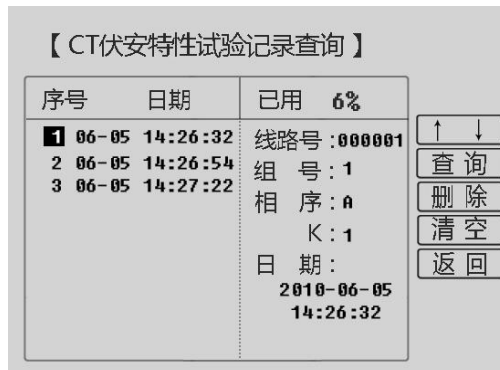 【 CT伏安特性试验记录查询 】
序号 日期 已用 6%
1 06-05 14:26:32
2 06-05 14:26:54
3 06-05 14:27:22
线路号:000001
组 号:1
相 序:A
K:1
日 期:
2010-06-05
14:26:32
↑ ↓
查 询
删 除
清 空
返 回